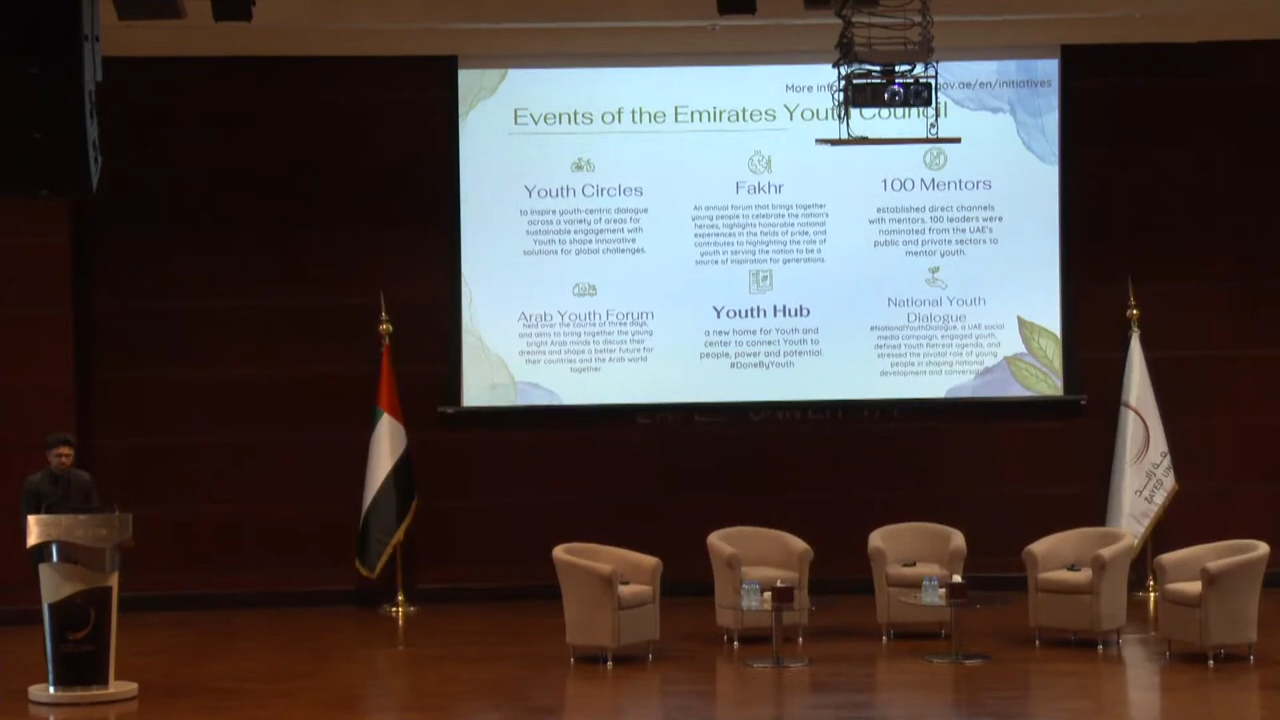 More Info
gov.ae/en/initiatives
Events of the Emirates Youth Council
Youth Circles
to inspire youth-centric dialogue
across a variety of areas for
sustainable engagement with
Youth to shape innovative
solutions for global challenges.
Fakhr
An annual forum that brings together
young people to celebrate the nation's
heroes, highlights honorable national
experiences in the fields of pride, and
contributes to highlighting the role of
youth in serving the nation to be a
source of inspiration for generations.
100 Mentors
established direct channels
with mentors. 100 leaders were
nominated from the UAE's
public and private sectors to
mentor youth.
Arab Youth Forum
held over the course of three days,
and aims to bring together the young
bright Arab minds to discuss their
dreams and shape a better future for
their countries and the Arab world
together.
Youth Hub
a new home for Youth and
center to connect Youth to
people, power and potential.
#DoneByYouth
National Youth
Dialogue
#NationalYouthDialogue, a UAE social
media campaign, engaged youth,
defined Youth Retreat agenda, and
stressed the pivotal role of young
people in shaping national
development and conversation.
ZAYED UN